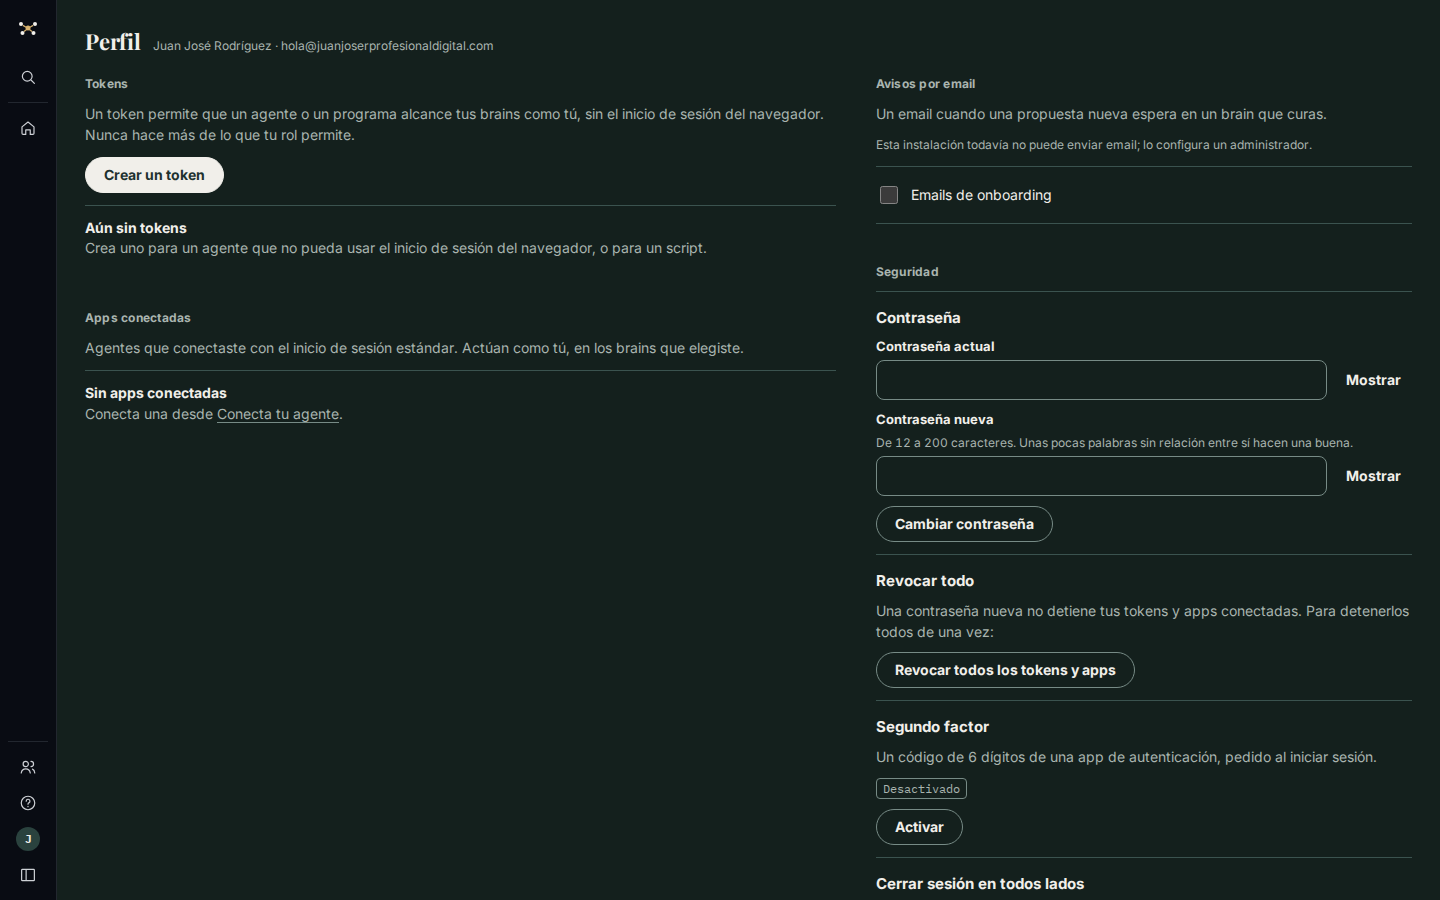 Perfil
Juan José Rodríguez · hola@juanjoserprofesionaldigital.com
Tokens
Un token permite que un agente o un programa alcance tus brains como tú, sin el inicio de sesión del navegador.
Nunca hace más de lo que tu rol permite.
Crear un token
Aún sin tokens
Crea uno para un agente que no pueda usar el inicio de sesión del navegador, o para un script.
Apps conectadas
Agentes que conectaste con el inicio de sesión estándar. Actúan como tú, en los brains que elegiste.
Sin apps conectadas
Conecta una desde Conecta tu agente.
Avisos por email
Un email cuando una propuesta nueva espera en un brain que curas.
Esta instalación todavía no puede enviar email; lo configura un administrador.
Emails de onboarding
Seguridad
Contraseña
Contraseña actual
Mostrar
Contraseña nueva
De 12 a 200 caracteres. Unas pocas palabras sin relación entre sí hacen una buena.
Mostrar
Cambiar contraseña
Revocar todo
Una contraseña nueva no detiene tus tokens y apps conectadas. Para detenerlos
todos de una vez:
Revocar todos los tokens y apps
Segundo factor
Un código de 6 dígitos de una app de autenticación, pedido al iniciar sesión.
Desactivado
Activar
Cerrar sesión en todos lados
J